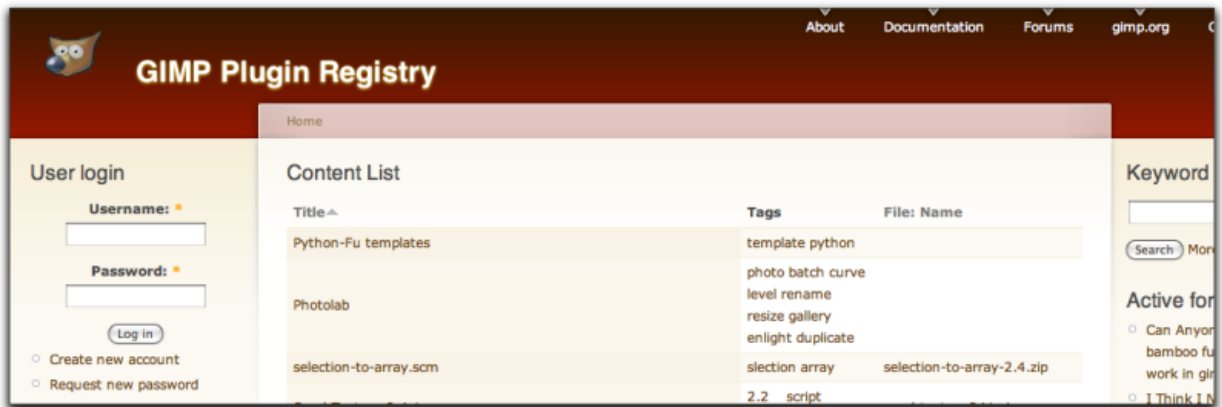 About Documentation Forums gimp.org
GIMP Plugin Registry
Home
User login
Username: *
Password: *
Log in
Create new account
Request new password
Content List
Title Tags File: Name
Python-Fu templates template python
Photolab photo batch curve
level rename
resize gallery
enlight duplicate
selection-to-array.scm slection array selection-to-array-2.4.zip
2.2 script
Keyword
Search More
Active for
Can Anyon
bamboo fu
work in gim
I Think I N